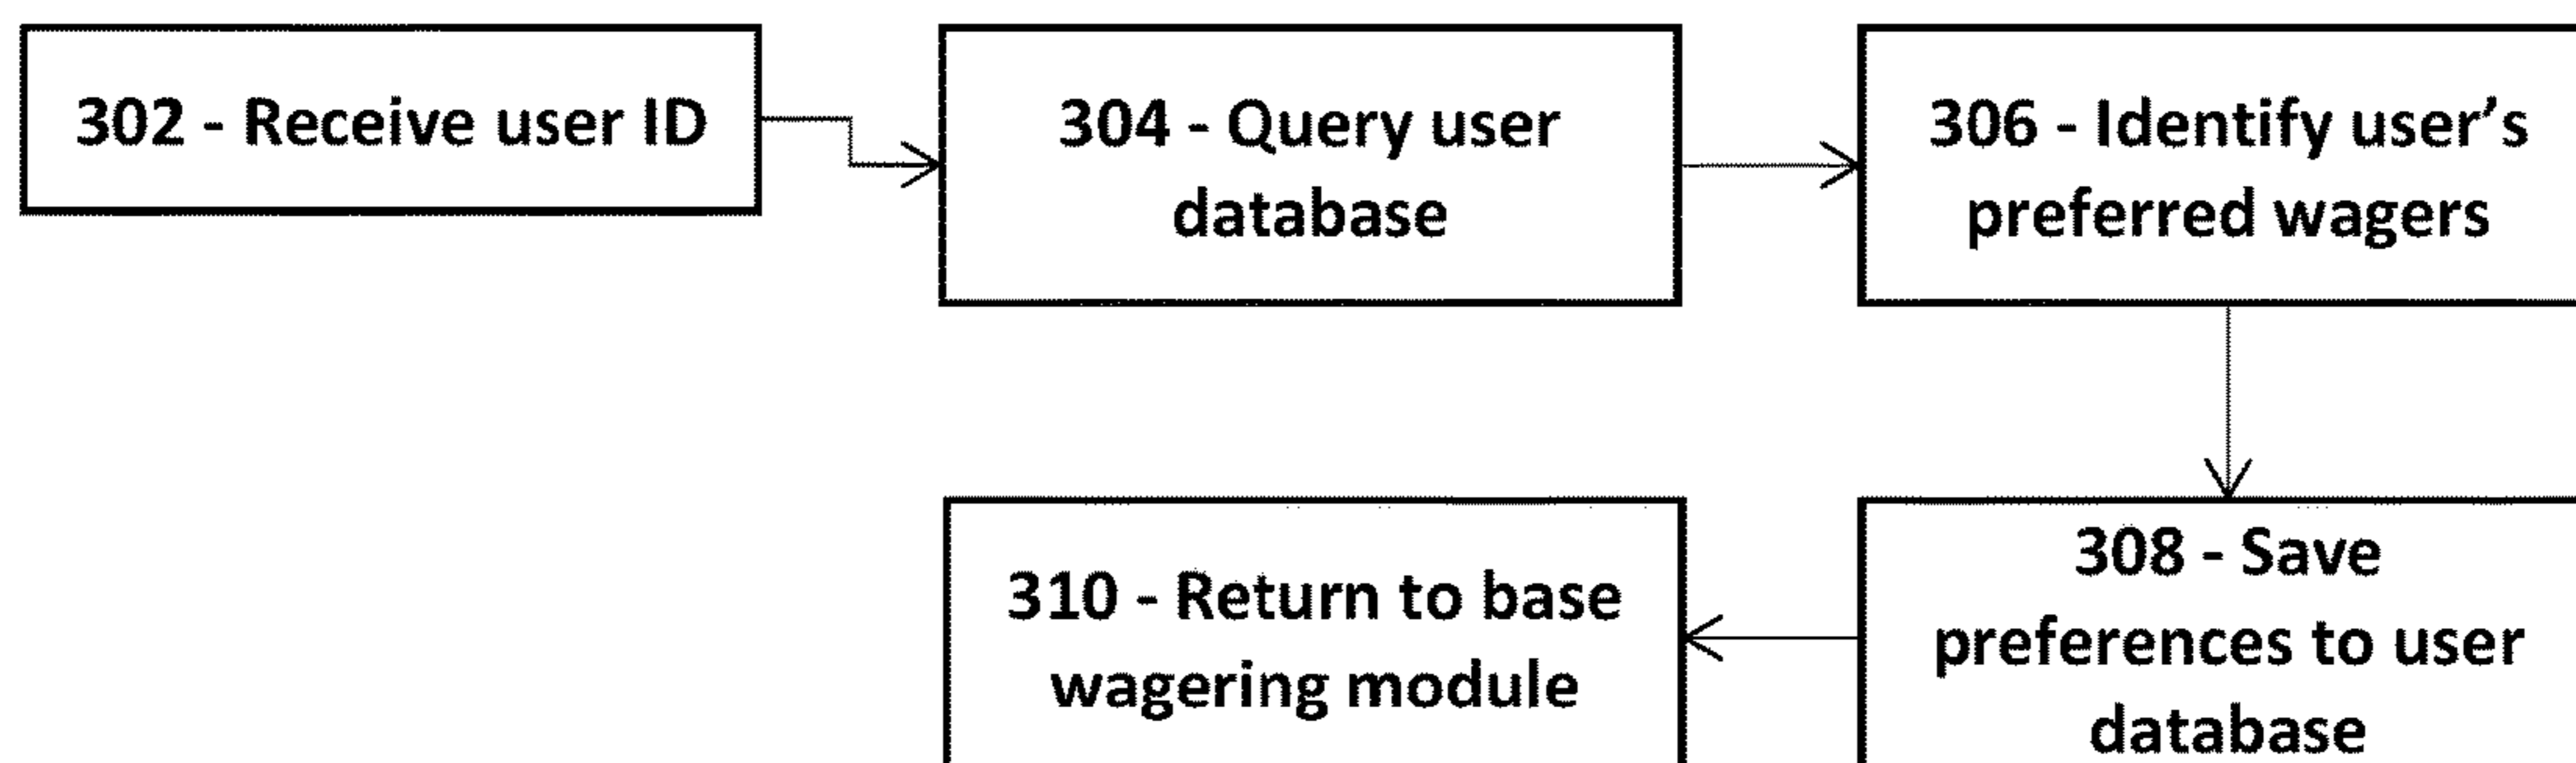 302 - Receive user ID
304 - Query user
database
306 - Identify user’s
preferred wagers
308 - Save
preferences to user
database
310 - Return to base
wagering module